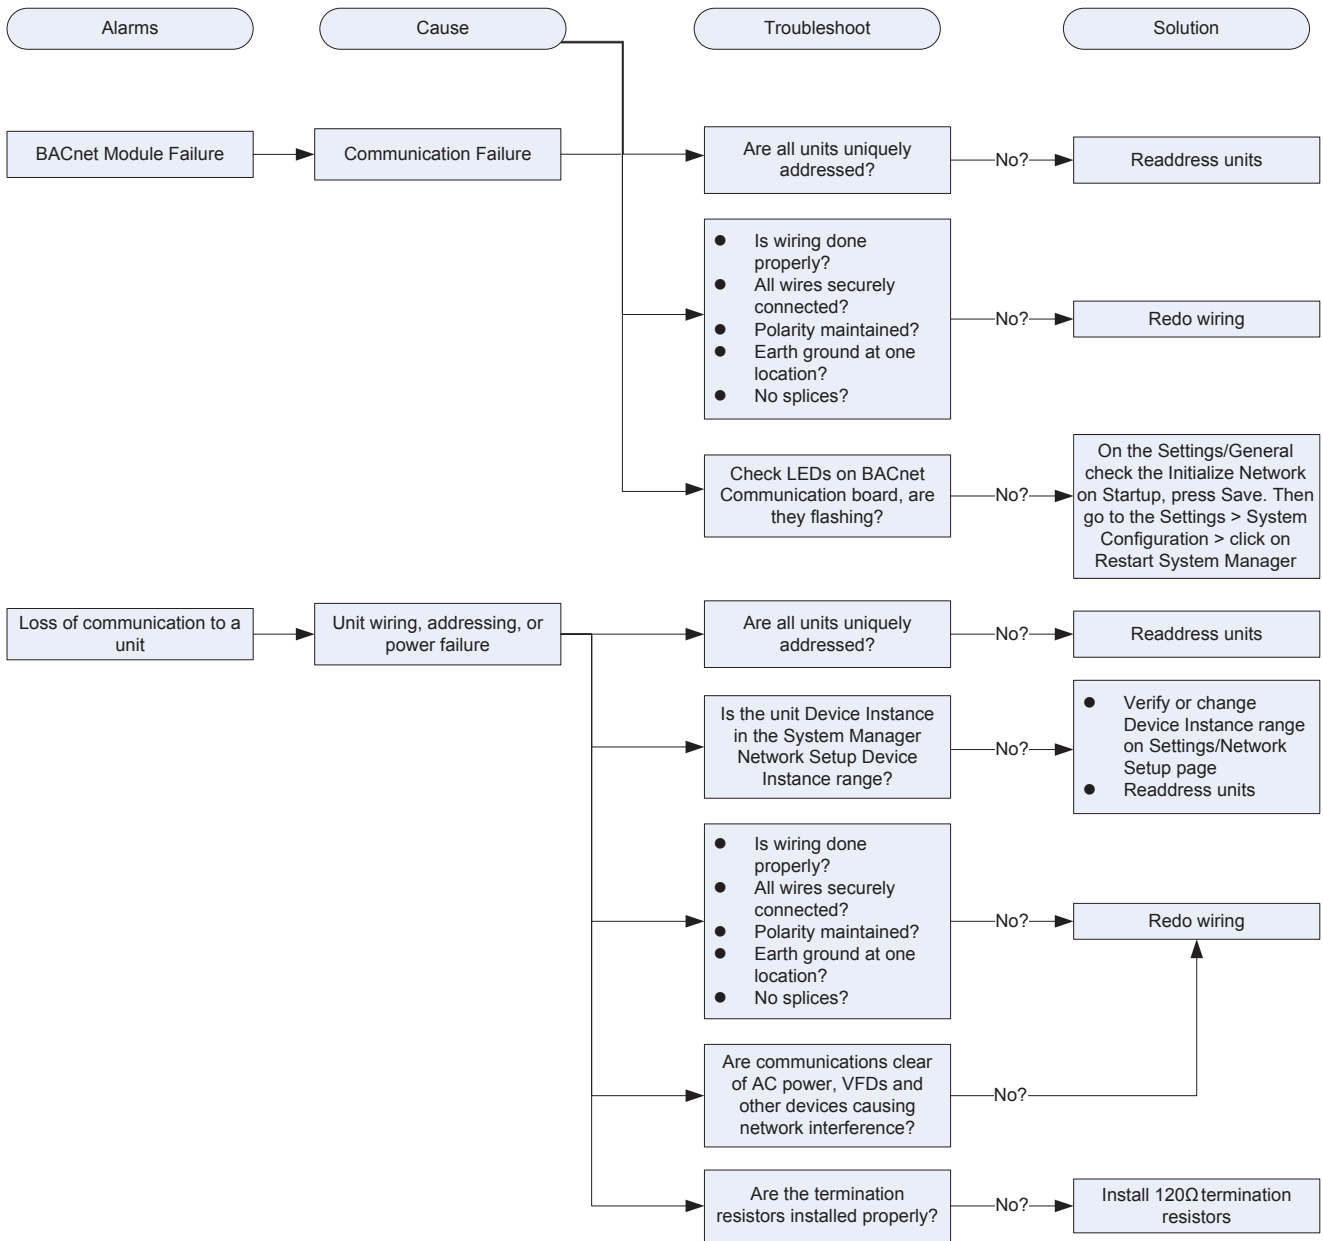 Alarms
Cause
Troubleshoot
Solution
BACnet Module Failure
Communication Failure
Are all units uniquely
addressed?
No?
Readdress units
● Is wiring done
properly?
● All wires securely
connected?
● Polarity maintained?
● Earth ground at one
location?
● No splices?
No?
Redo wiring
Check LEDs on BACnet
Communication board, are
they flashing?
No?
On the Settings/General
check the Initialize Network
on Startup, press Save. Then
go to the Settings > System
Configuration > click on
Restart System Manager
Loss of communication to a
unit
Unit wiring, addressing, or
power failure
Are all units uniquely
addressed?
No?
Readdress units
Is the unit Device Instance
in the System Manager
Network Setup Device
Instance range?
No?
● Verify or change
Device Instance range
on Settings/Network
Setup page
● Readdress units
● Is wiring done
properly?
● All wires securely
connected?
● Polarity maintained?
● Earth ground at one
location?
● No splices?
No?
Redo wiring
Are communications clear
of AC power, VFDs and
other devices causing
network interference?
No?
Are the termination
resistors installed properly?
No?
Install 120Ω termination
resistors